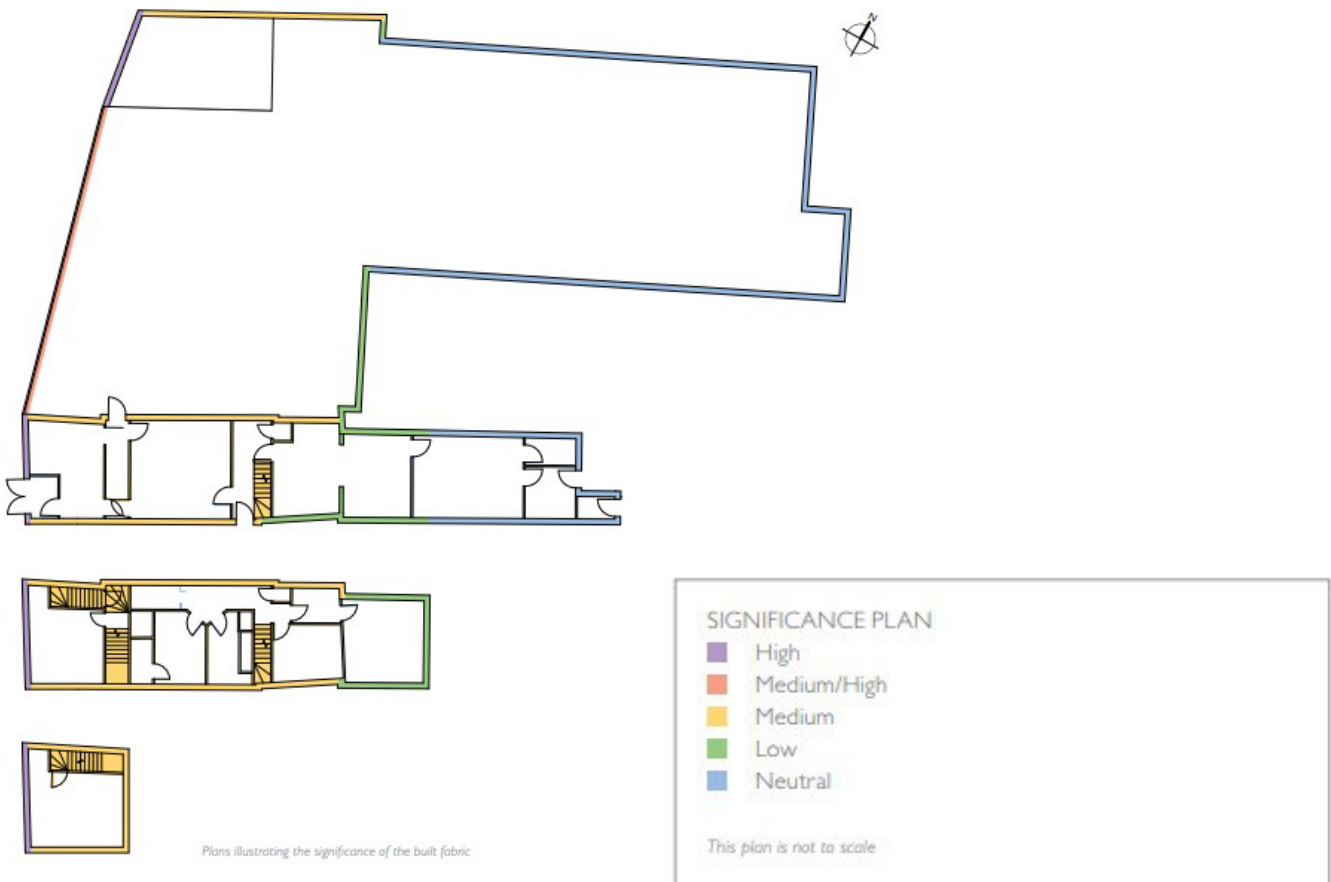 N
SIGNIFICANCE PLAN
High
Medium/High
Medium
Low
Neutral
This plan is not to scale
Plans illustrating the significance of the built fabric